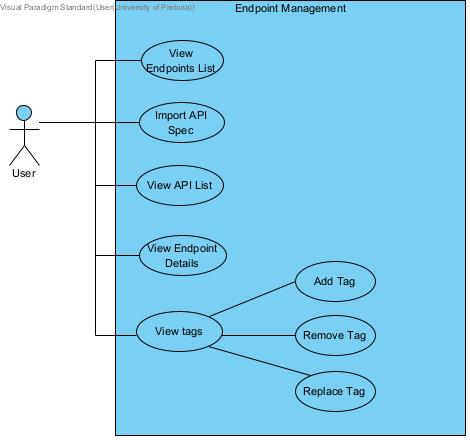 Visual Paradigm Standard(User(University of Pretoria))
Endpoint Management
View
Endpoints List
Import API
Spec
User
View API List
View Endpoint
Details
Add Tag
View tags
Remove Tag
Replace Tag